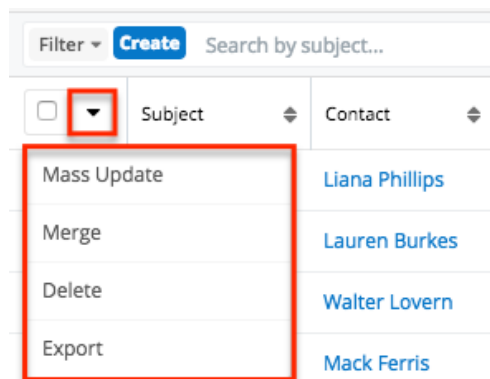 Filter Create Search by subject...
Subject Contact
Mass Update Liana Phillips
Merge Lauren Burkes
Delete Walter Lovern
Export Mack Ferris